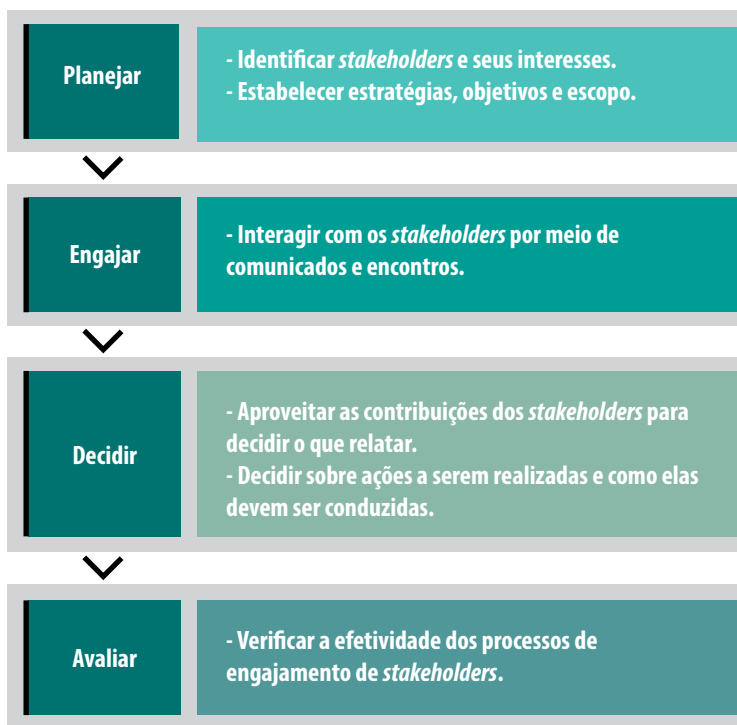 Planejar
- Identificar stakeholders e seus interesses.
- Estabelecer estratégias, objetivos e escopo.
Engajar
- Interagir com os stakeholders por meio de
comunicados e encontros.
Decidir
- Aproveitar as contribuições dos stakeholders para
decidir o que relatar.
- Decidir sobre ações a serem realizadas e como elas
devem ser conduzidas.
Avaliar
- Verificar a efetividade dos processos de
engajamento de stakeholders.